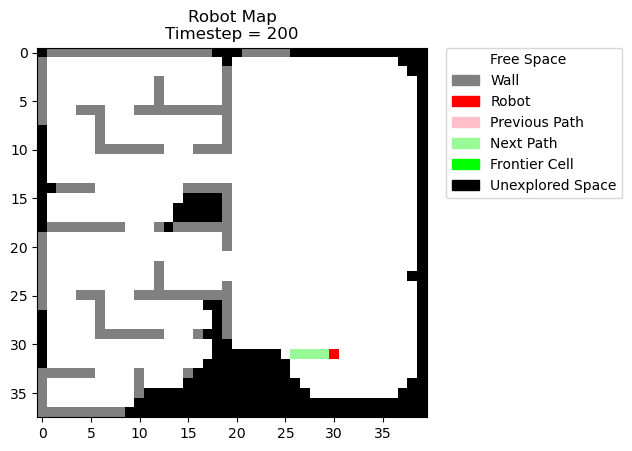 Robot Map
Timestep = 200
0
5
10
15
20
25
30
35
0
5
10
15
20
25
30
35
Free Space
Wall
Robot
Previous Path
Next Path
Frontier Cell
Unexplored Space